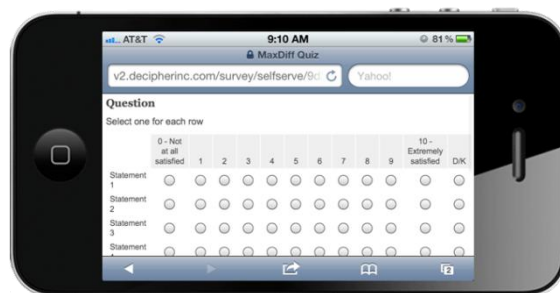 AT&T 9:10 AM 81%
MaxDiff Quiz
v2.decipherinc.com/survey/selfserve/9d Yahoo!
Question
Select one for each row
0 - Not at all satisfied 1 2 3 4 5 6 7 8 9 10 - Extremely satisfied D/K
Statement 1
Statement 2
Statement 3
Statement
2